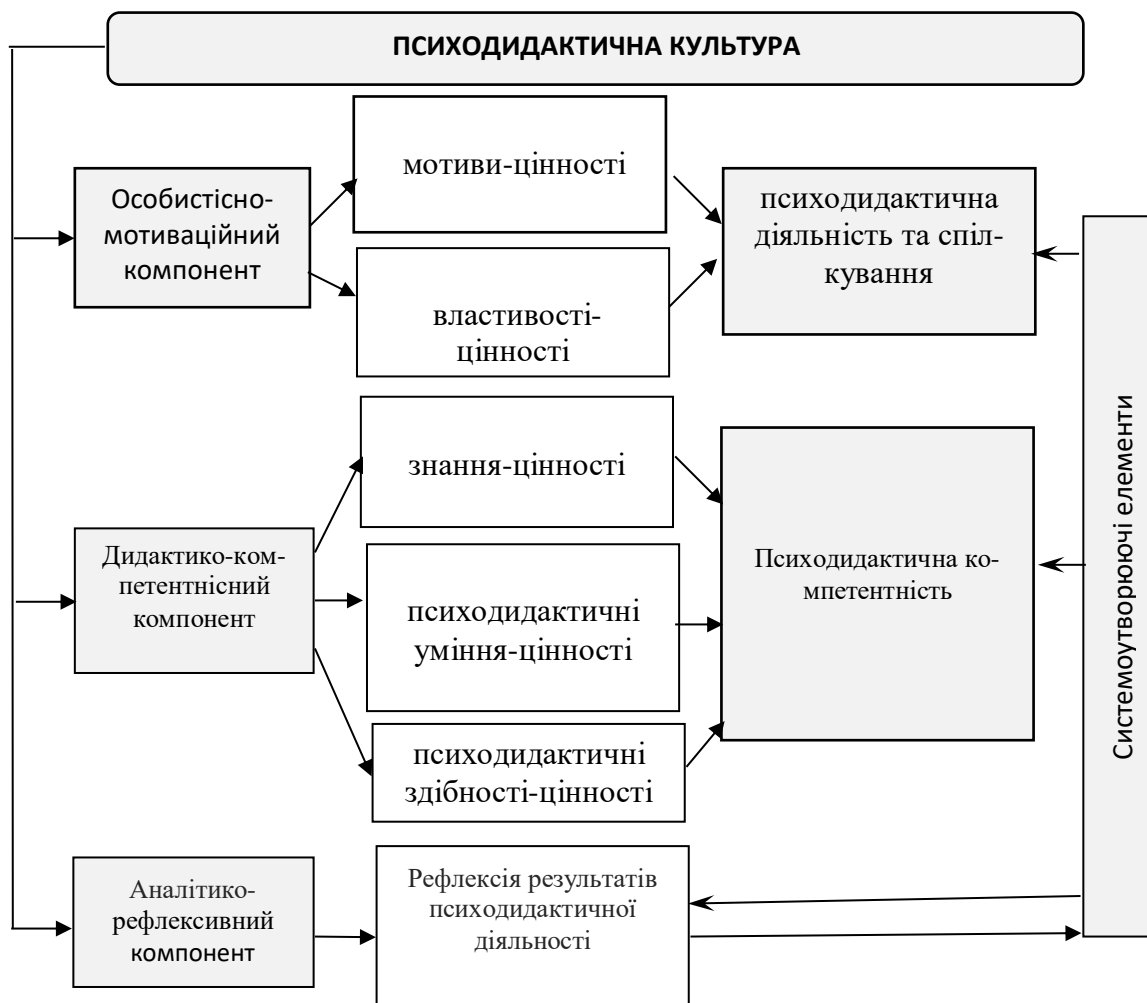 ПСИХОДИДАКТИЧНА КУЛЬТУРА
Особистісно-
мотиваційний
компонент
мотиви-цінності
властивості-
цінності
психодидактична
діяльність та спіл-
кування
Дидактико-ком-
петентнісний
компонент
знання-цінності
психодидактичні
уміння-цінності
психодидактичні
здібності-цінності
Психодидактична ко-
мпетентність
Аналітико-
рефлексивний
компонент
Рефлексія результатів
психодидактичної
діяльності
Системоутворюючі елементи